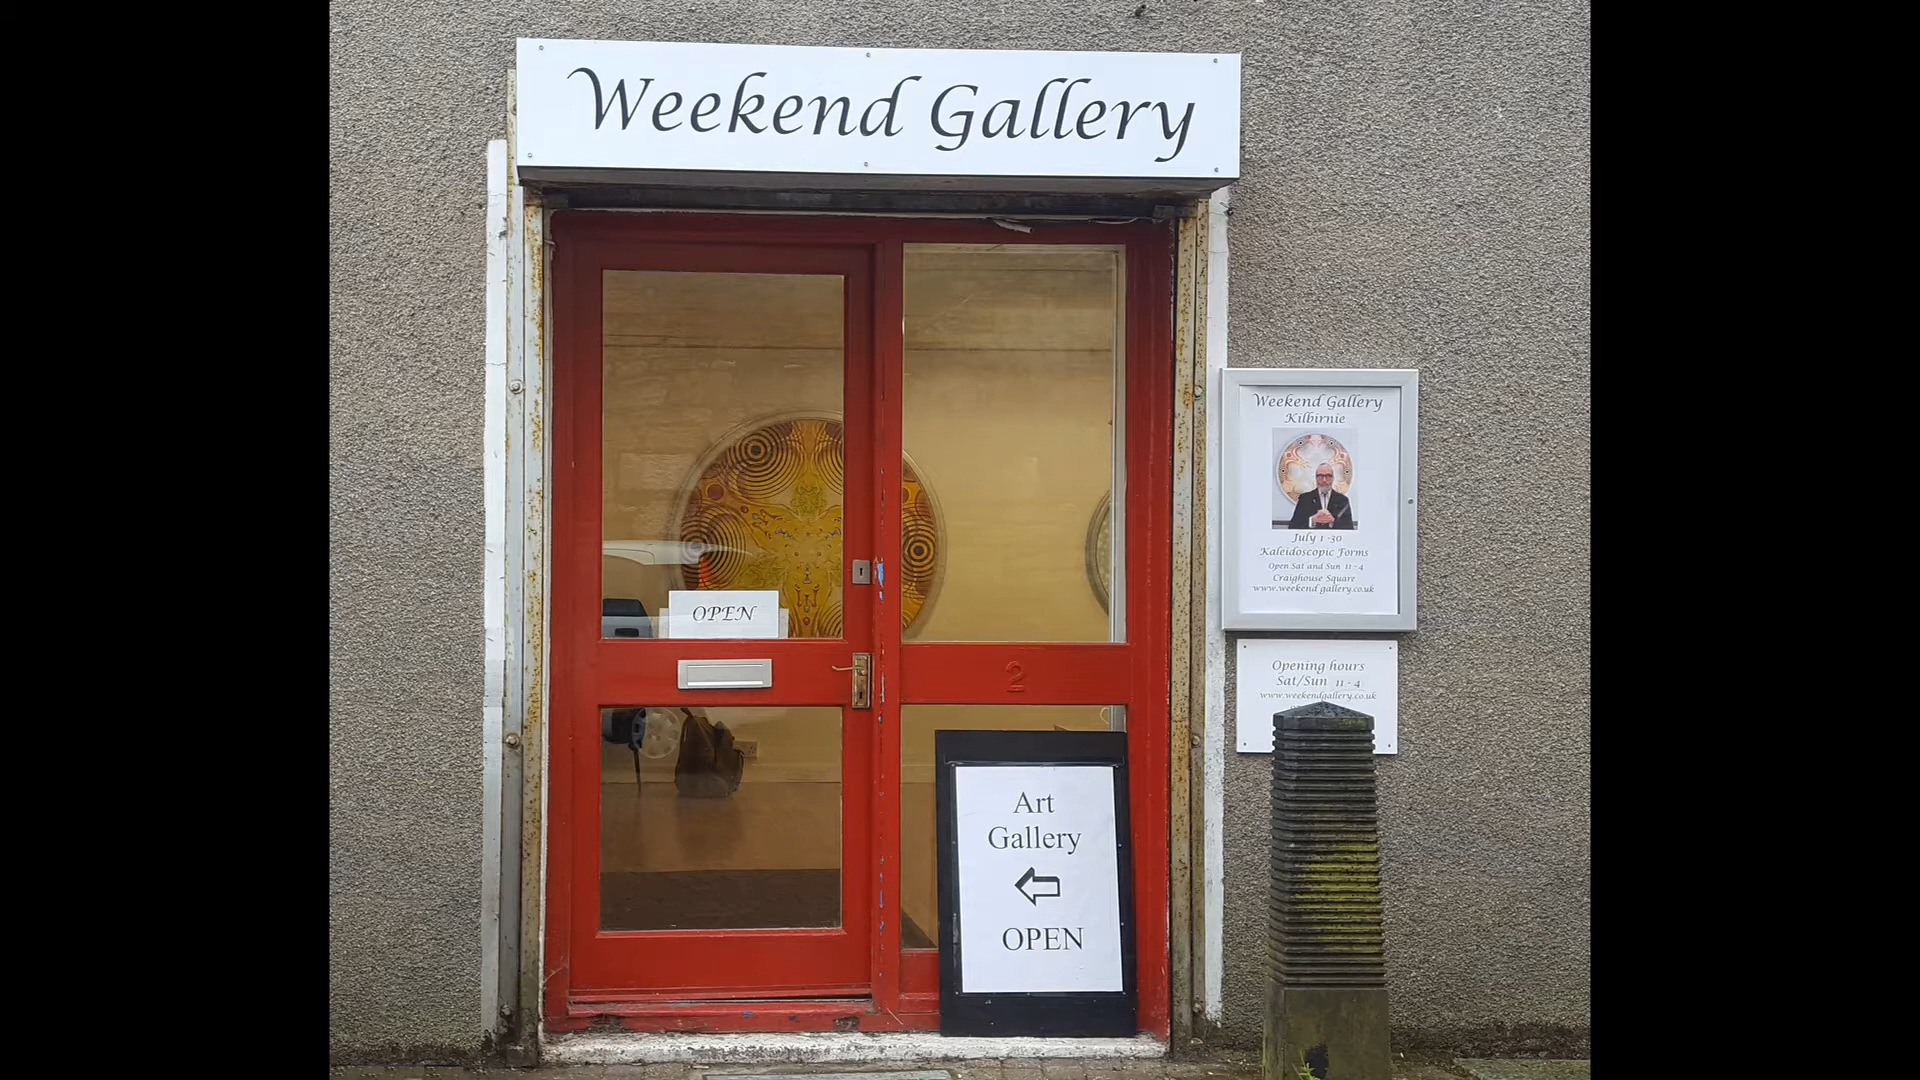 Weekend Gallery
Weekend Gallery
Kilbirnie
July 1 - 30
Kaleidoscopic Forms
Open Sat and Sun 11 - 4
Craighouse Square
www.weekend gallery.co.uk
OPEN
2
Opening hours
Sat/Sun 11 - 4
www.weekendgallery.co.uk
Art
Gallery
OPEN